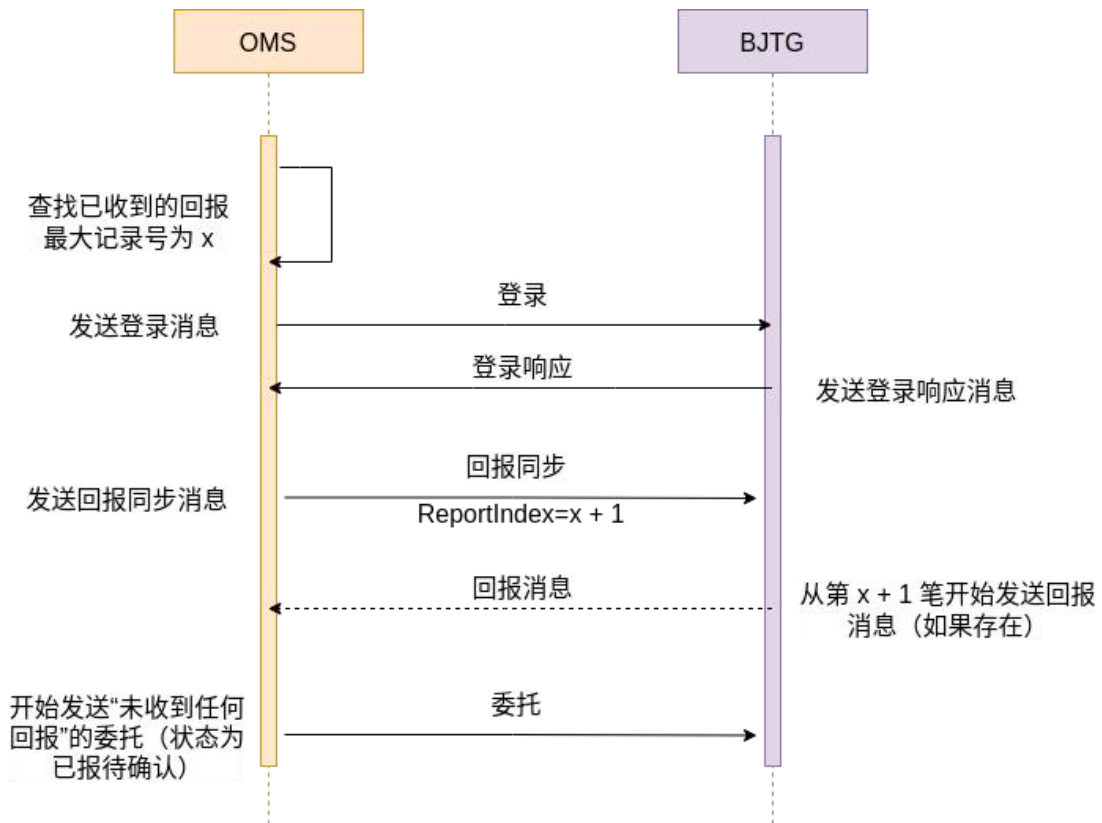 OMS
BJTG
查找已收到的回报
最大记录号为 x
登录
发送登录消息
登录响应
发送登录响应消息
回报同步
发送回报同步消息
ReportIndex=x + 1
回报消息
从第 x + 1 笔开始发送回报
消息（如果存在）
开始发送“未收到任何
回报”的委托（状态为
已报待确认）
委托